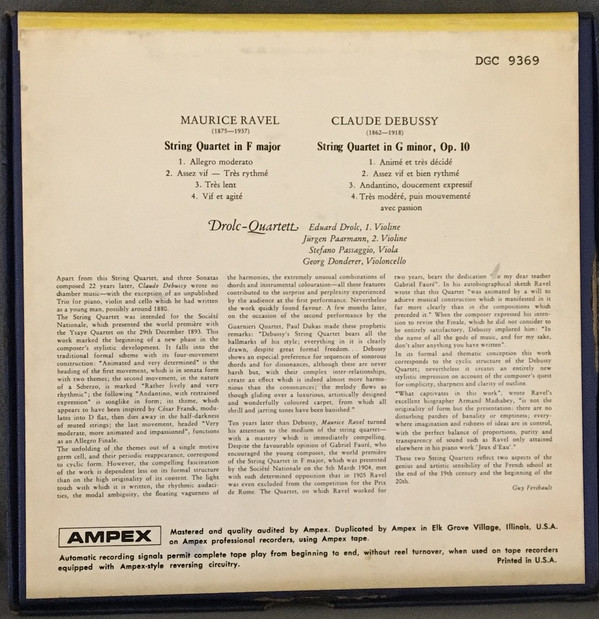 DGC 9369
MAURICE RAVEL
(1875—1937)
String Quartet in F major
1. Allegro moderato
2. Assez vif — Très rythmé
3. Très lent
4. Vif et agité
CLAUDE DEBUSSY
(1862—1918)
String Quartet in G minor, Op. 10
1. Animé et très décidé
2. Assez vif et bien rythmé
3. Andantino, doucement expressif
4. Très modéré, puis mouvementé
avec passion
Drolc-Quartett
Eduard Drolc, 1. Violine
Jürgen Paarmann, 2. Violine
Stefano Passaggio, Viola
Georg Donderer, Violoncello
Apart from this String Quartet, and three Sonatas
composed 22 years later, Claude Debussy wrote no
chamber music—with the exception of an unpublished
Trio for piano, violin and cello which he had written
as a young man, possibly around 1880.
The String Quartet was intended for the Société
Nationale, which presented the world première with
the Ysaye Quartet on the 29th December 1893. This
work marked the beginning of a new phase in the
composer's stylistic development. It falls into the
traditional formal scheme with its four-movement
construction: "Animated and very decided" is the
heading of the first movement, which is in sonata form
with two themes; the second movement, in the nature
of a Scherzo, is marked "Rather lively and very
rhythmic"; the following "Andantino, with restrained
expression" is songlike in form; its theme, which
appears to have been inspired by César Franck, modu-
lates into D flat, then dies away in the half-darkness
of muted strings; the last movement, headed "Very
moderate, more animated and impassioned", functions
as an Allegro Finale.
The unfolding of the themes out of a single motive
germ cell, and their periodic reappearance, correspond
to cyclic form. However, the compelling fascination
of the work is dependent less on its formal structure
than on the high originality of its content. The light
touch with which it is written, the rhythmic audaci-
ties, the modal ambiguity, the floating vagueness of
the harmonies, the extremely unusual combinations of
chords and instrumental colouration—all these features
contributed to the surprise and perplexity experienced
by the audience at the first performance. Nevertheless
the work quickly found favour. A few months later,
on the occasion of the second performance by the
Guarnieri Quartet, Paul Dukas made these prophetic
remarks: "Debussy's String Quartet bears all the
hallmarks of his style; everything in it is clearly
drawn, despite great formal freedom. Debussy
shows an especial preference for sequences of sonorous
chords and for dissonances, although these are never
harsh but, with their complex inter-relationships,
create an effect which is indeed almost more harmo-
nious than the consonances; the melody flows as
though gliding over a luxurious, artistically designed
and wonderfully coloured carpet, from which all
shrill and jarring tones have been banished."
Ten years later than Debussy, Maurice Ravel turned
his attention to the medium of the string quartet—
with a mastery which is immediately compelling.
Despite the favourable opinion of Gabriel Fauré, who
encouraged the young composer, the world première
of the String Quartet in F major, which was presented
by the Société Nationale on the 5th March 1904, met
with such determined opposition that in 1905 Ravel
was even excluded from the competition for the Prix
de Rome. The Quartet, on which Ravel worked for
two years, bears the dedication my dear teacher
Gabriel Fauré". In his autobiographical sketch Ravel
wrote that this Quartet "was animated by a will to
achieve musical construction which is manifested in it
far more clearly than in the compositions which
preceded it." When the composer expressed his inten-
tion to revise the Finale, which he did not consider to
be entirely satisfactory, Debussy implored him: "In
the name of all the gods of music, and for my sake,
don't alter anything you have written".
In its formal and thematic conception this work
corresponds to the cyclic structure of the Debussy
Quartet; nevertheless it creates an entirely new
stylistic impression on account of the composer's quest
for simplicity, sharpness and clarity of outline.
"What captivates in this work", wrote Ravel's
excellent biographer Armand Machabey, "is not the
originality of form but the presentation: there are no
disturbing patches of banality or emptiness; every-
where imagination and richness of ideas are in control,
with the perfect balance of proportions, purity and
transparency of sound such as Ravel only attained
elsewhere in his piano work 'Jeux d'Eau'."
These two String Quartets reflect two aspects of the
genius and artistic sensibility of the French school at
the end of the 19th century and the beginning of the
20th.
Guy Ferchault
AMPEX
Mastered and quality audited by Ampex. Duplicated by Ampex in Elk Grove Village, Illinois, U.S.A.
on Ampex professional recorders, using Ampex tape.
Automatic recording signals permit complete tape play from beginning to end, without reel turnover, when used on tape recorders
equipped with Ampex-style reversing circuitry.
Printed in U.S.A.